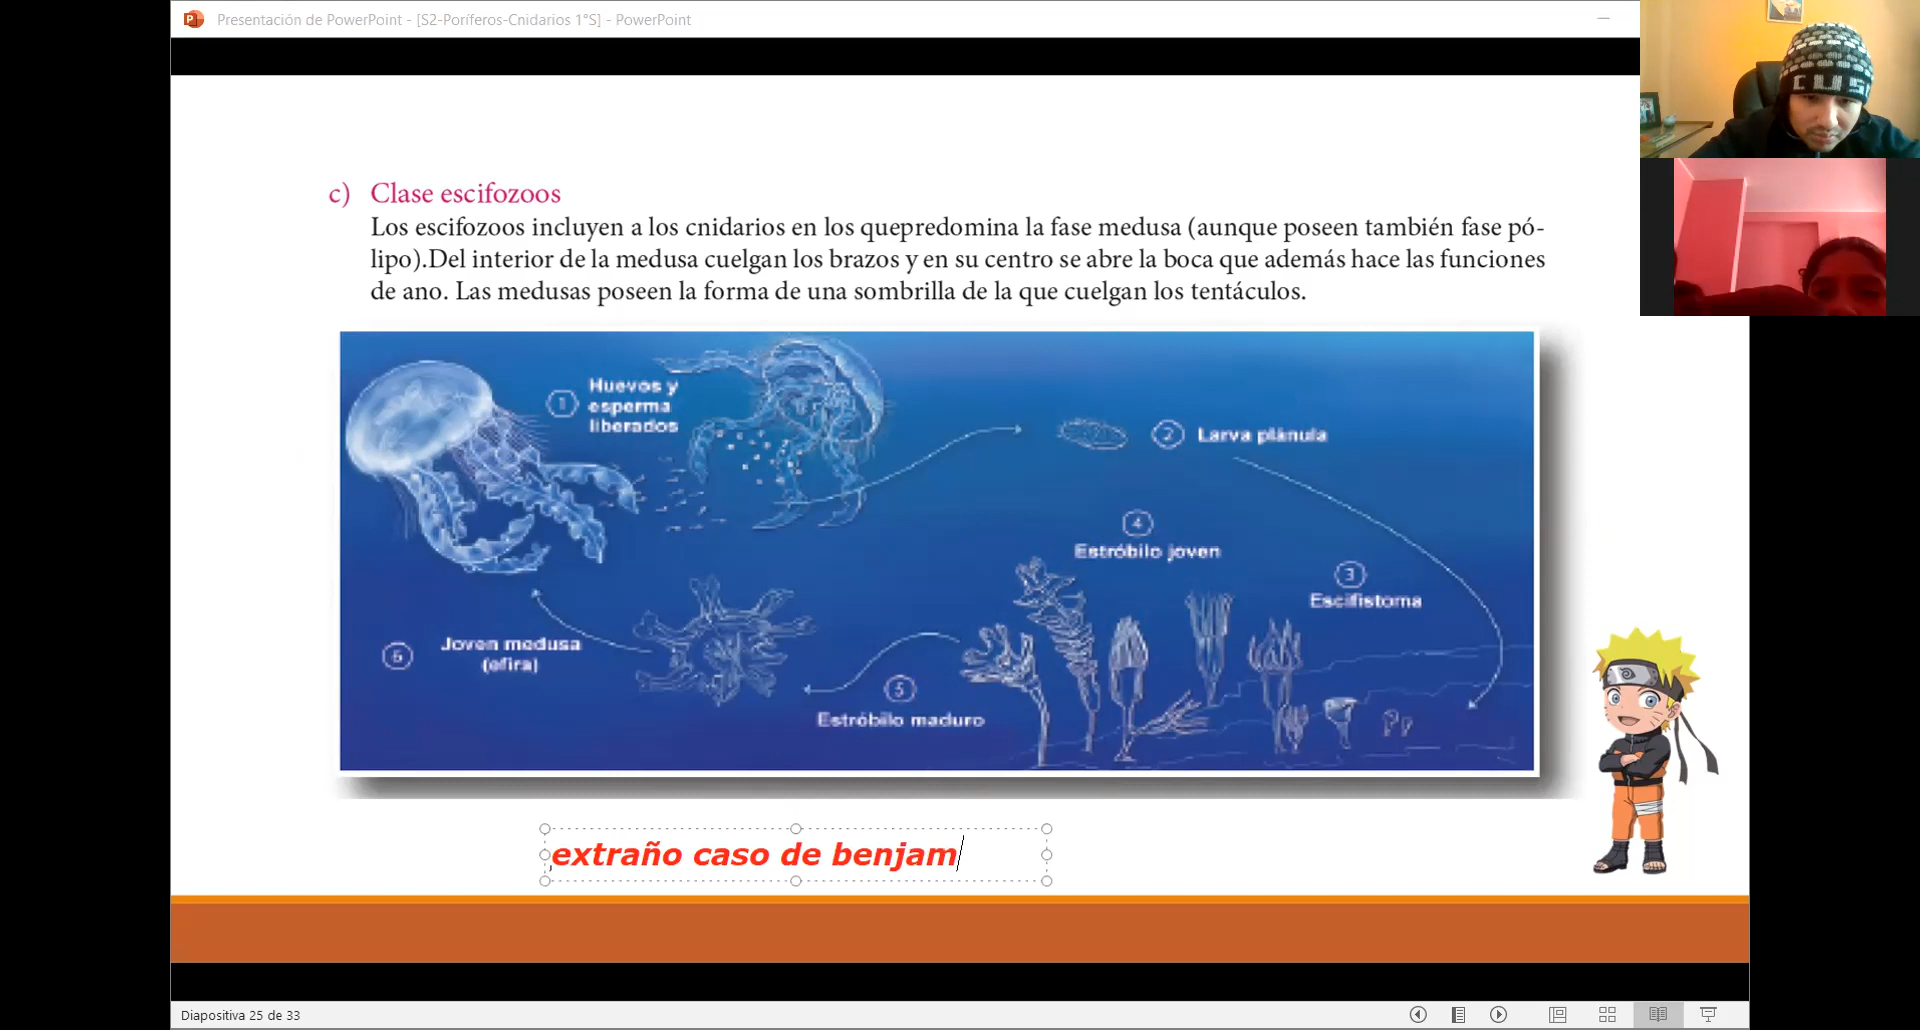 Presentación de PowerPoint - [S2-Poríferos-Cnidarios 1°S] - PowerPoint
CUS
c) Clase escifozoos
Los escifozoos incluyen a los cnidarios en los quepredomina la fase medusa (aunque poseen también fase pó-
lipo).Del interior de la medusa cuelgan los brazos y en su centro se abre la boca que además hace las funciones
de ano. Las medusas poseen la forma de una sombrilla de la que cuelgan los tentáculos.
1 Huevos y
esperma
liberados
2 Larva plánula
4
Estróbilo joven
3
Escifistoma
6 Joven medusa
(efira)
5
Estróbilo maduro
extraño caso de benjam
Diapositiva 25 de 33